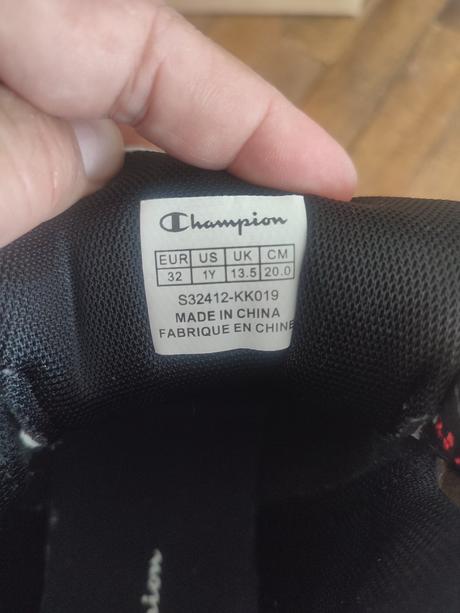 Champion
EUR US UK CM
32 1Y 13.5 20.0
S32412-KK019
MADE IN CHINA
FABRIQUE EN CHINE